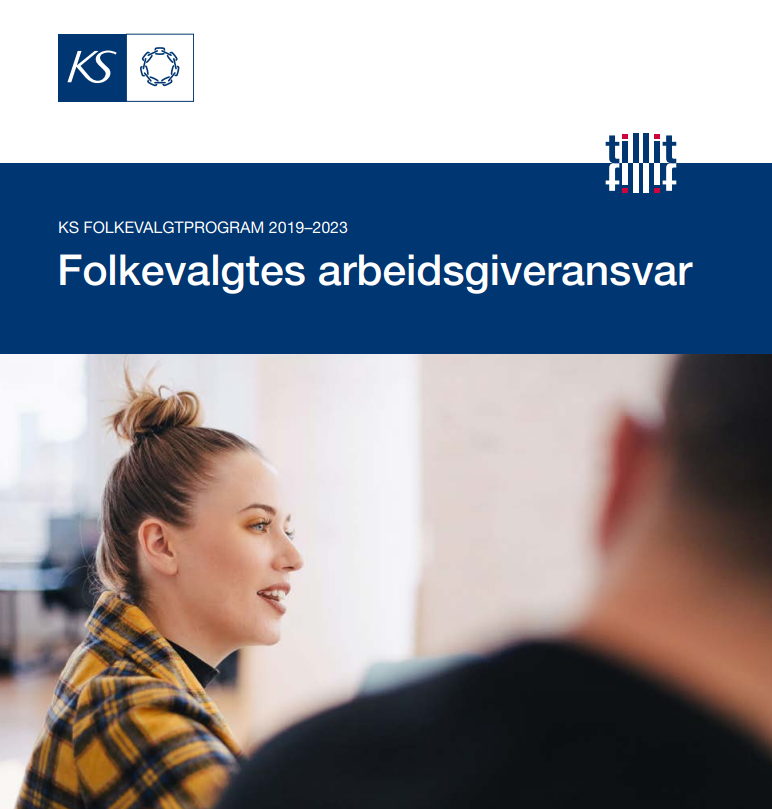 KS
tillit
KS FOLKEVALGTPROGRAM 2019–2023
Folkevalgtes arbeidsgiveransvar